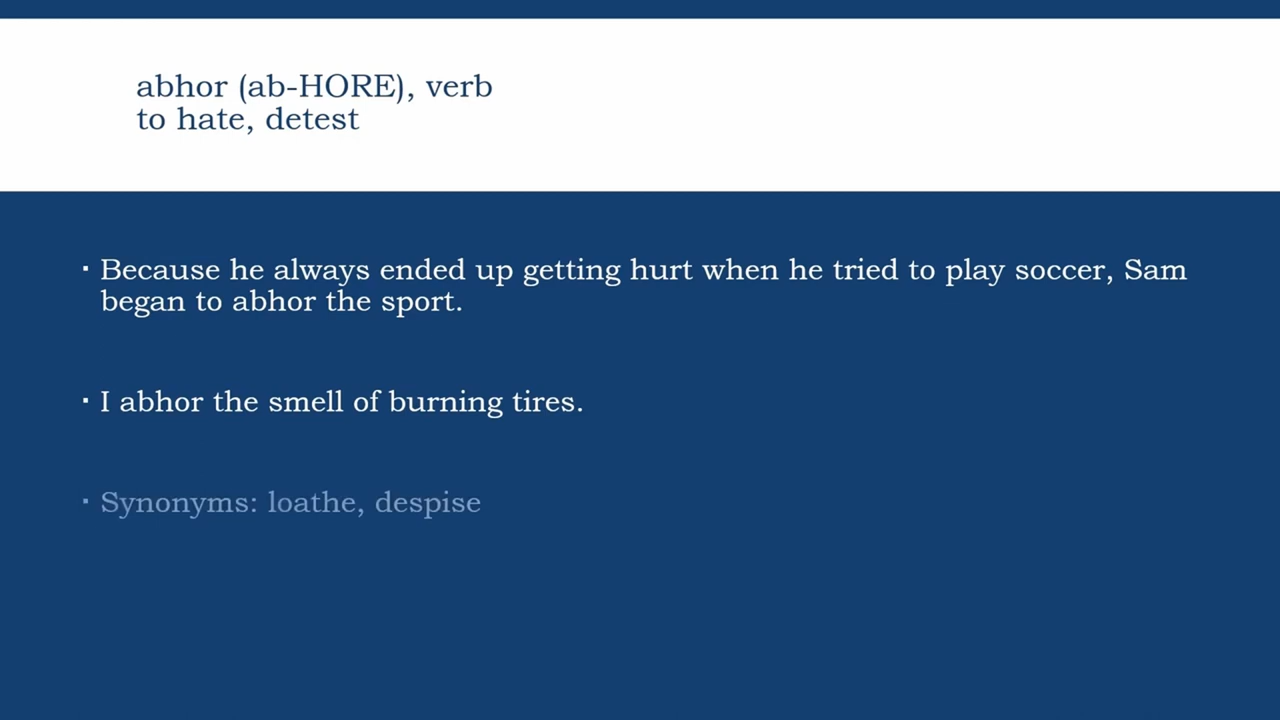 abhor (ab-HORE), verb
to hate, detest
▪ Because he always ended up getting hurt when he tried to play soccer, Sam
began to abhor the sport.
▪ I abhor the smell of burning tires.
▪ Synonyms: loathe, despise